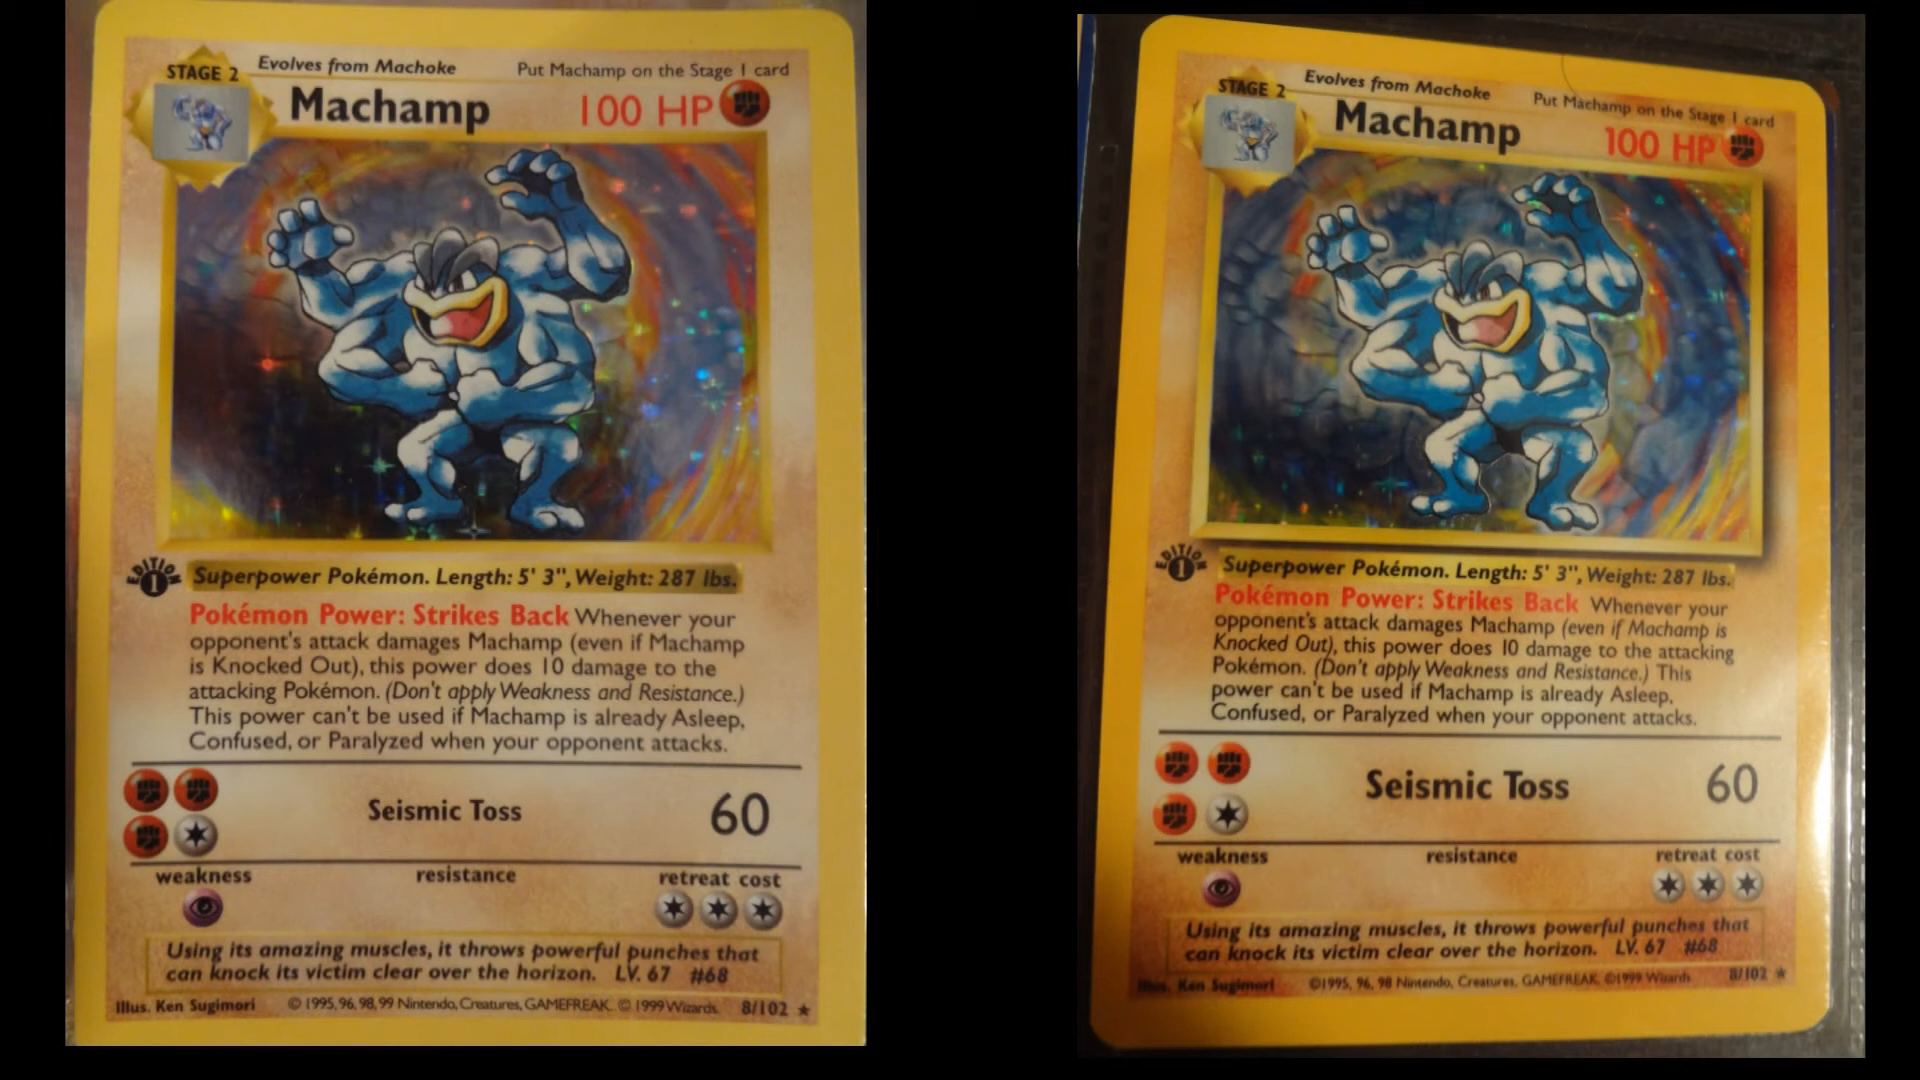 STAGE 2
Evolves from Machoke
Put Machamp on the Stage 1 card
Machamp
100 HP
EDITION
1
Superpower Pokémon. Length: 5' 3", Weight: 287 lbs.
Pokémon Power: Strikes Back Whenever your
opponent's attack damages Machamp (even if Machamp
is Knocked Out), this power does 10 damage to the
attacking Pokémon. (Don't apply Weakness and Resistance.)
This power can't be used if Machamp is already Asleep,
Confused, or Paralyzed when your opponent attacks.
Seismic Toss
60
weakness
resistance
retreat cost
Using its amazing muscles, it throws powerful punches that
can knock its victim clear over the horizon. LV. 67 #68
Illus. Ken Sugimori
© 1995, 96, 98, 99 Nintendo, Creatures, GAMEFREAK. © 1999 Wizards.
8/102
STAGE 2
Evolves from Machoke
Put Machamp on the Stage 1 card
Machamp
100 HP
EDITION
1
Superpower Pokémon. Length: 5' 3", Weight: 287 lbs.
Pokémon Power: Strikes Back Whenever your
opponent's attack damages Machamp (even if Machamp is
Knocked Out), this power does 10 damage to the attacking
Pokémon. (Don't apply Weakness and Resistance.) This
power can't be used if Machamp is already Asleep,
Confused, or Paralyzed when your opponent attacks.
Seismic Toss
60
weakness
resistance
retreat cost
Using its amazing muscles, it throws powerful punches that
can knock its victim clear over the horizon. LV. 67 #68
Illus. Ken Sugimori
©1995, 96, 98 Nintendo, Creatures, GAMEFREAK. ©1999 Wizards.
8/102